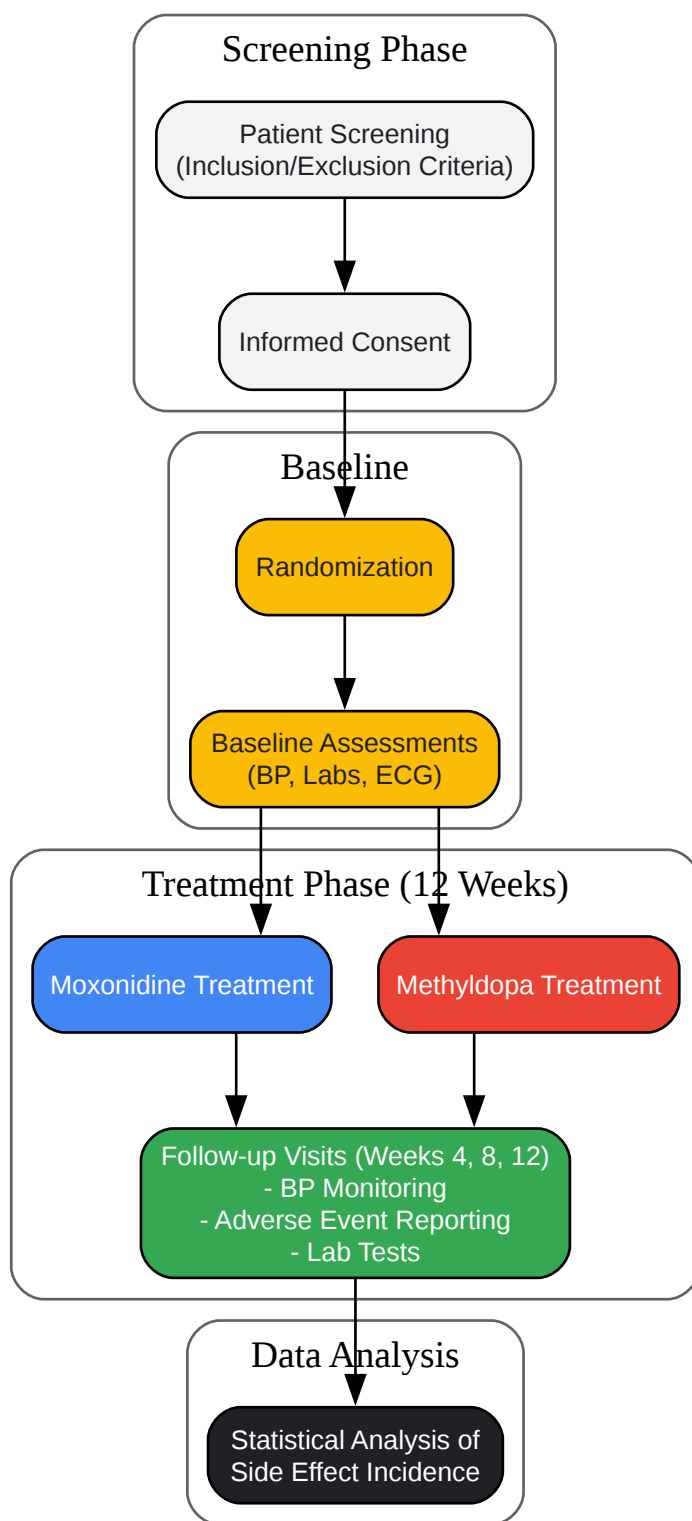 Screening Phase
Patient Screening
(Inclusion/Exclusion Criteria)
Informed Consent
Baseline
Randomization
Baseline Assessments
(BP, Labs, ECG)
Treatment Phase (12 Weeks)
Moxonidine Treatment
Methyldopa Treatment
Follow-up Visits (Weeks 4, 8, 12)
- BP Monitoring
- Adverse Event Reporting
- Lab Tests
Data Analysis
Statistical Analysis of
Side Effect Incidence